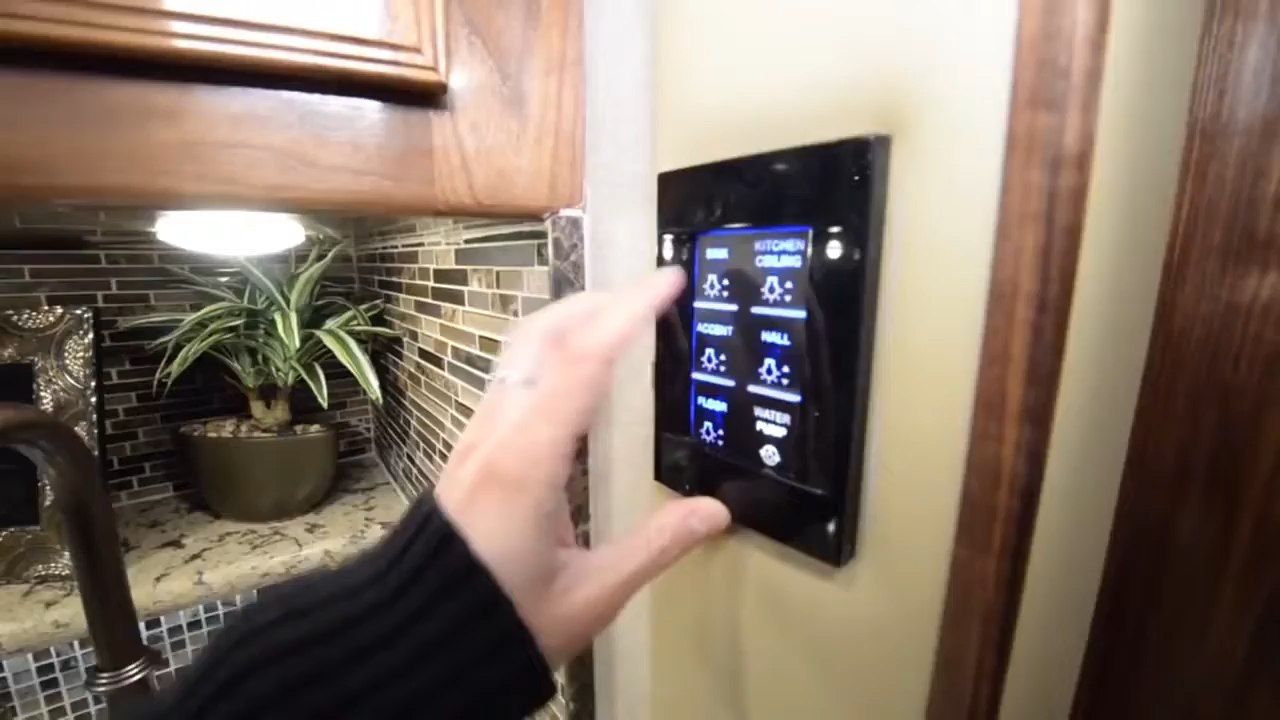 SINK
KITCHEN
CEILING
ACCENT
HALL
FLOOR
WATER
PUMP